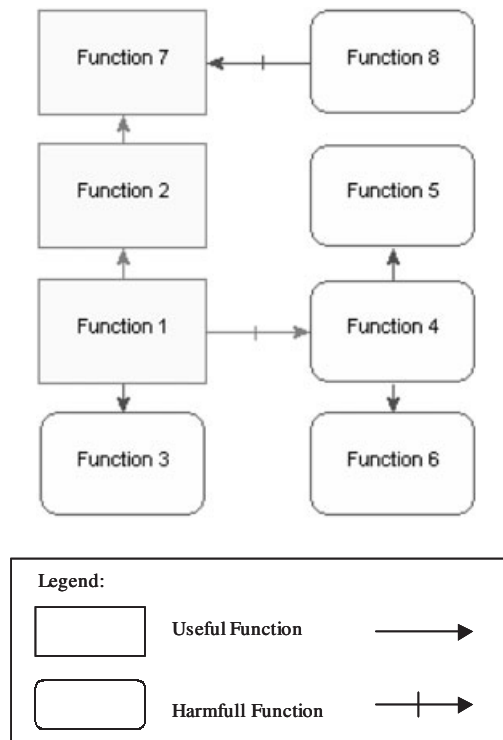 Function 7
Function 8
Function 2
Function 5
Function 1
Function 4
Function 3
Function 6
Legend:
Useful Function
Harmfull Function